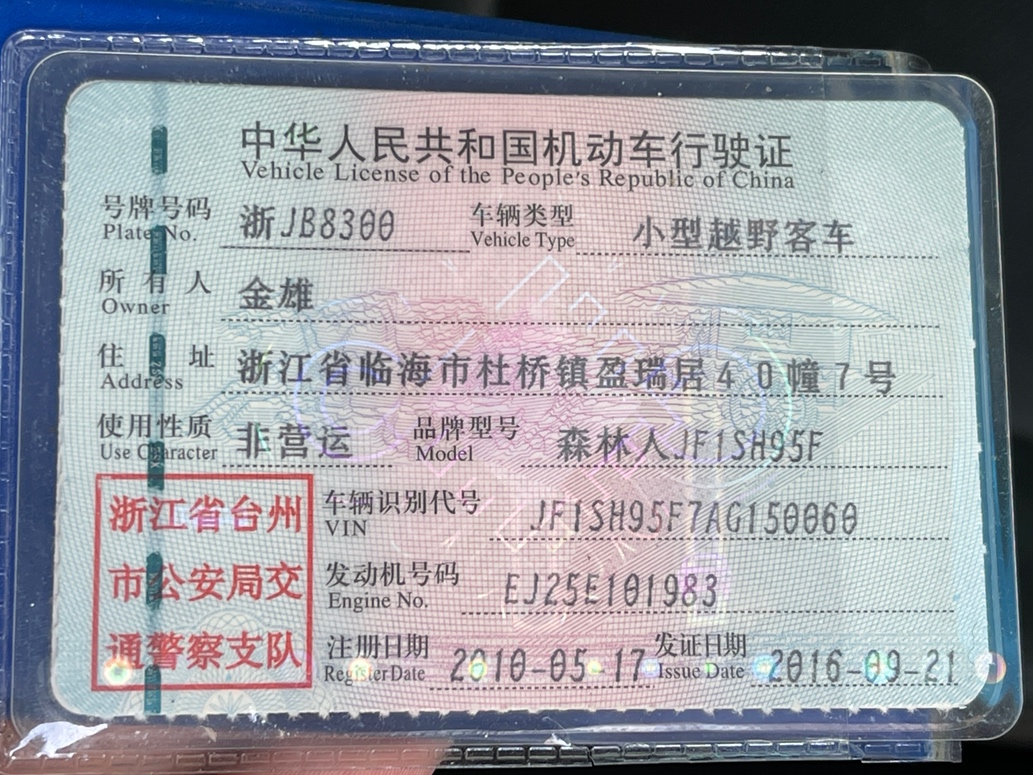 中华人民共和国机动车行驶证
Vehicle License of the People's Republic of China
号牌号码 浙JB8300 车辆类型 小型越野客车
Plate No. Vehicle Type
所有人 金雄
Owner
住址 浙江省临海市杜桥镇盈瑞居40幢7号
Address
使用性质 非营运 品牌型号 森林人JF1SH95F
Use Character Model
浙江省台州 车辆识别代号 JF1SH95F7AG150060
VIN
市公安局交 发动机号码 EJ25E101983
Engine No.
通警察支队 注册日期 2010-05-17 发证日期 2016-09-21
Register Date Issue Date